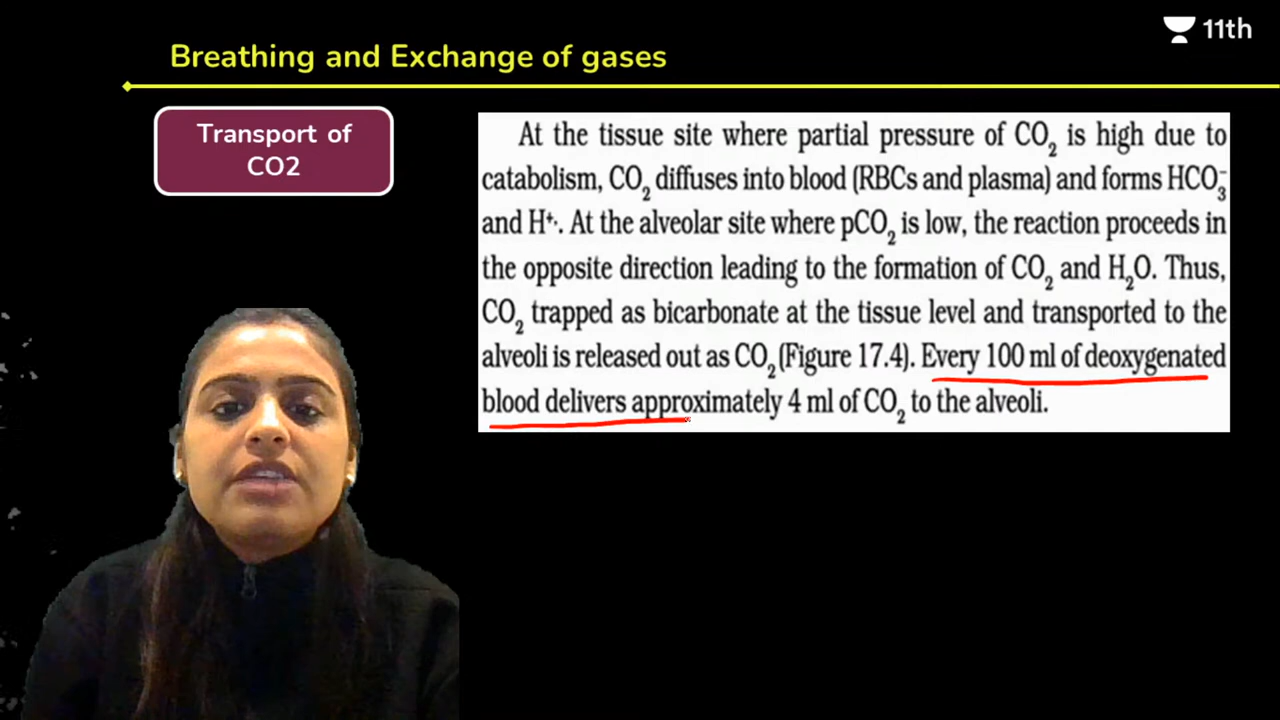 11th
Breathing and Exchange of gases
Transport of
CO2
At the tissue site where partial pressure of CO₂ is high due to
catabolism, CO₂ diffuses into blood (RBCs and plasma) and forms HCO₃⁻
and H⁺·. At the alveolar site where pCO₂ is low, the reaction proceeds in
the opposite direction leading to the formation of CO₂ and H₂O. Thus,
CO₂ trapped as bicarbonate at the tissue level and transported to the
alveoli is released out as CO₂ (Figure 17.4). Every 100 ml of deoxygenated
blood delivers approximately 4 ml of CO₂ to the alveoli.